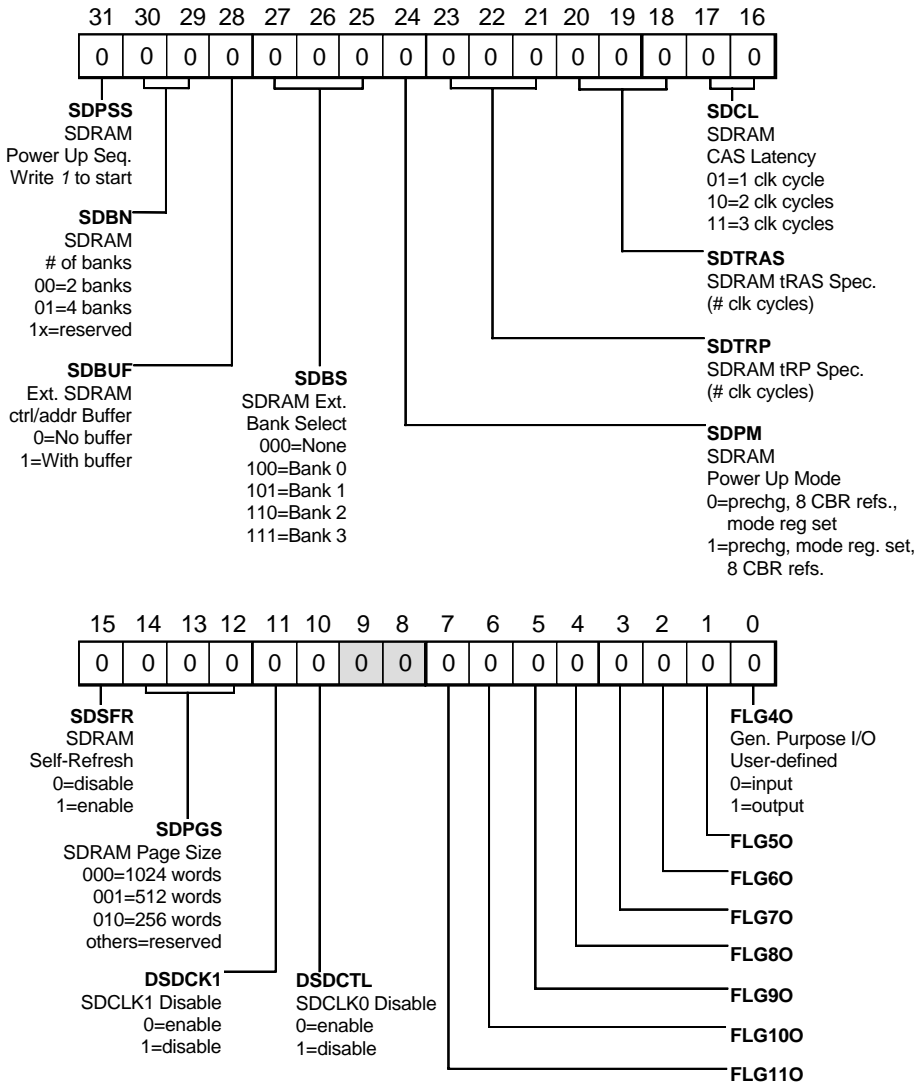 31 30 29 28 27 26 25 24 23 22 21 20 19 18 17 16
0 0 0 0 0 0 0 0 0 0 0 0 0 0 0 0
SDPSS
SDRAM
Power Up Seq.
Write 1 to start
SDBN
SDRAM
# of banks
00=2 banks
01=4 banks
1x=reserved
SDBUF
Ext. SDRAM
ctrl/addr Buffer
0=No buffer
1=With buffer
SDBS
SDRAM Ext.
Bank Select
000=None
100=Bank 0
101=Bank 1
110=Bank 2
111=Bank 3
SDCL
SDRAM
CAS Latency
01=1 clk cycle
10=2 clk cycles
11=3 clk cycles
SDTRAS
SDRAM tRAS Spec.
(# clk cycles)
SDTRP
SDRAM tRP Spec.
(# clk cycles)
SDPM
SDRAM
Power Up Mode
0=prechg, 8 CBR refs.,
mode reg set
1=prechg, mode reg. set,
8 CBR refs.
15 14 13 12 11 10 9 8 7 6 5 4 3 2 1 0
0 0 0 0 0 0 0 0 0 0 0 0 0 0 0 0
SDSFR
SDRAM
Self-Refresh
0=disable
1=enable
SDPGS
SDRAM Page Size
000=1024 words
001=512 words
010=256 words
others=reserved
DSDCK1
SDCLK1 Disable
0=enable
1=disable
DSDCTL
SDCLK0 Disable
0=enable
1=disable
FLG4O
Gen. Purpose I/O
User-defined
0=input
1=output
FLG5O
FLG6O
FLG7O
FLG8O
FLG9O
FLG10O
FLG11O